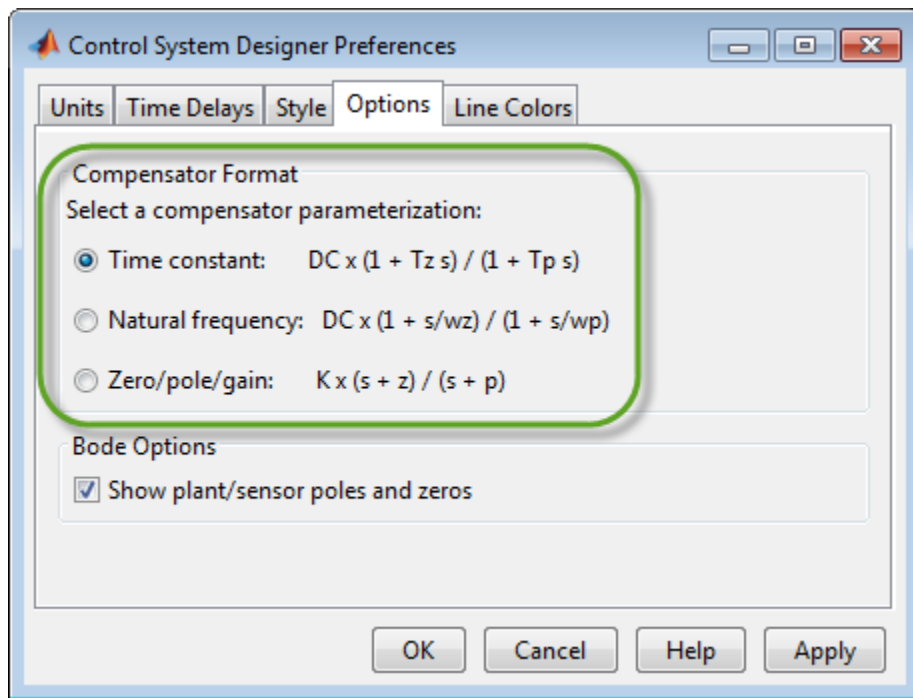 Control System Designer Preferences
Units Time Delays Style Options Line Colors
Compensator Format
Select a compensator parameterization:
Time constant: DC x (1 + Tz s) / (1 + Tp s)
Natural frequency: DC x (1 + s/wz) / (1 + s/wp)
Zero/pole/gain: K x (s + z) / (s + p)
Bode Options
Show plant/sensor poles and zeros
OK Cancel Help Apply